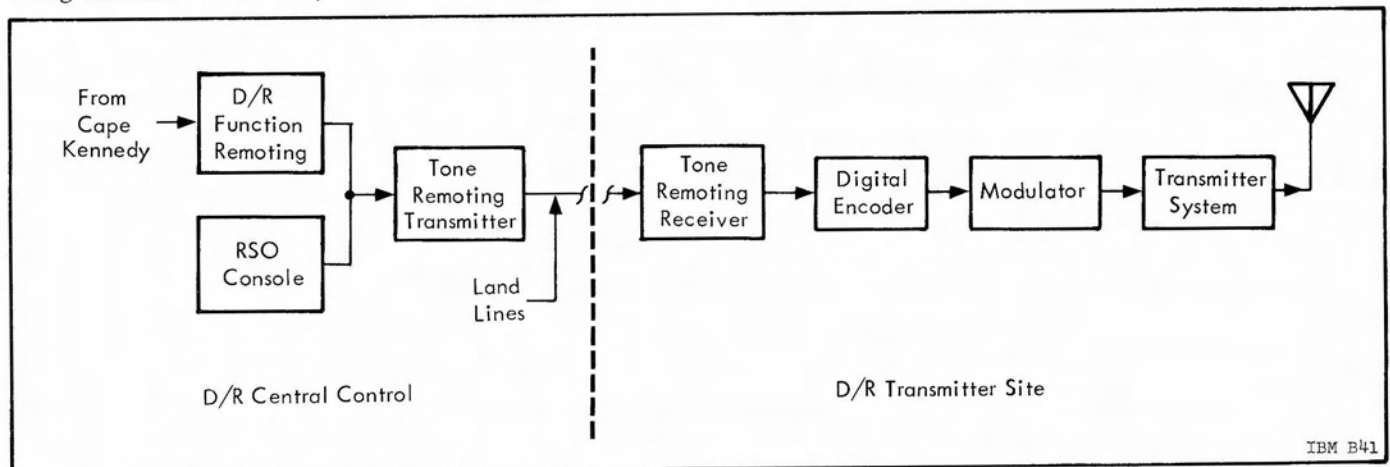 From
Cape
Kennedy
D/R
Function
Remoting
RSO
Console
Tone
Remoting
Transmitter
Land
Lines
Tone
Remoting
Receiver
Digital
Encoder
Modulator
Transmitter
System
D/R Central Control
D/R Transmitter Site
IBM B41